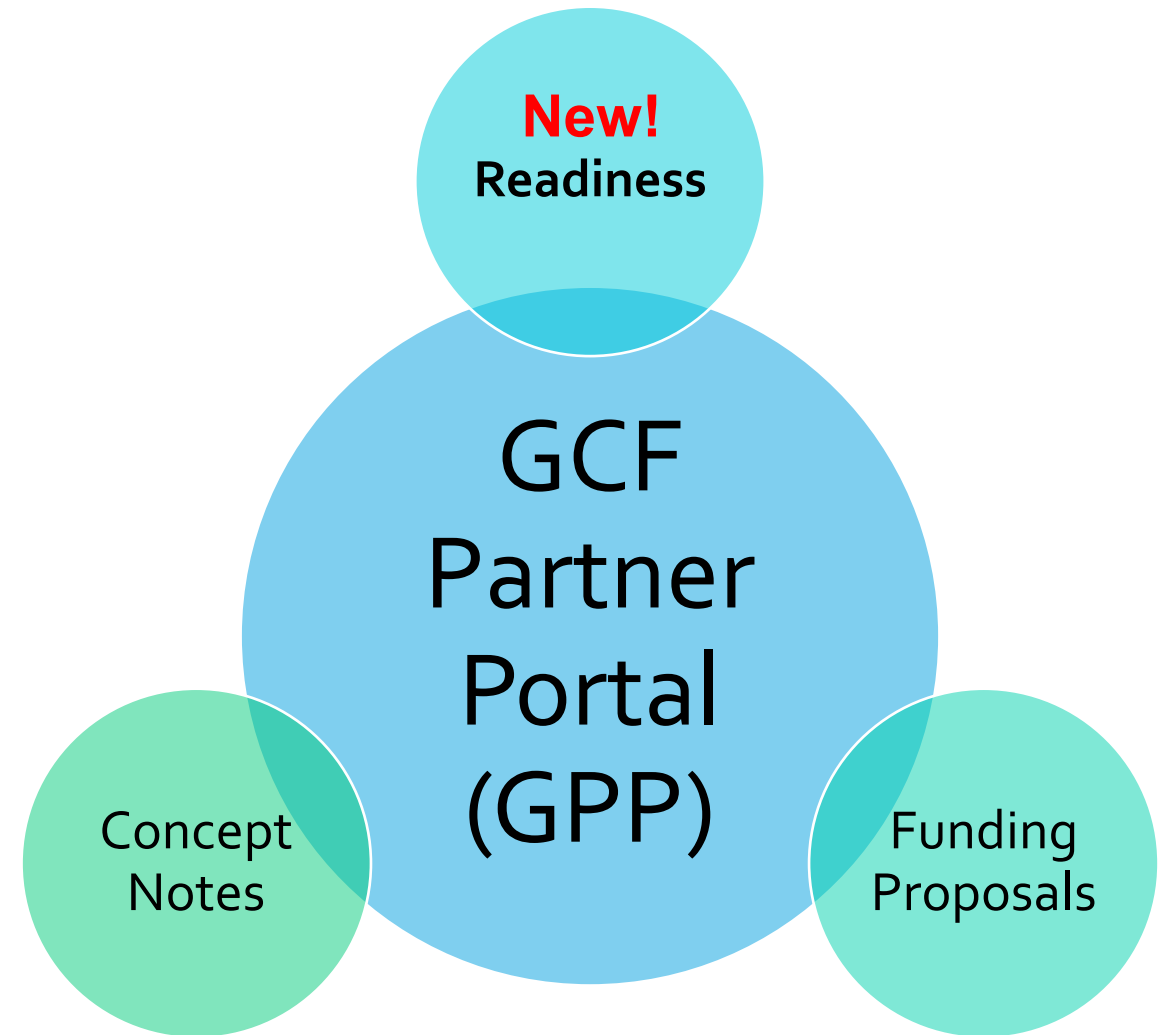 New!
Readiness
GCF
Partner
Portal
(GPP)
Concept
Notes
Funding
Proposals